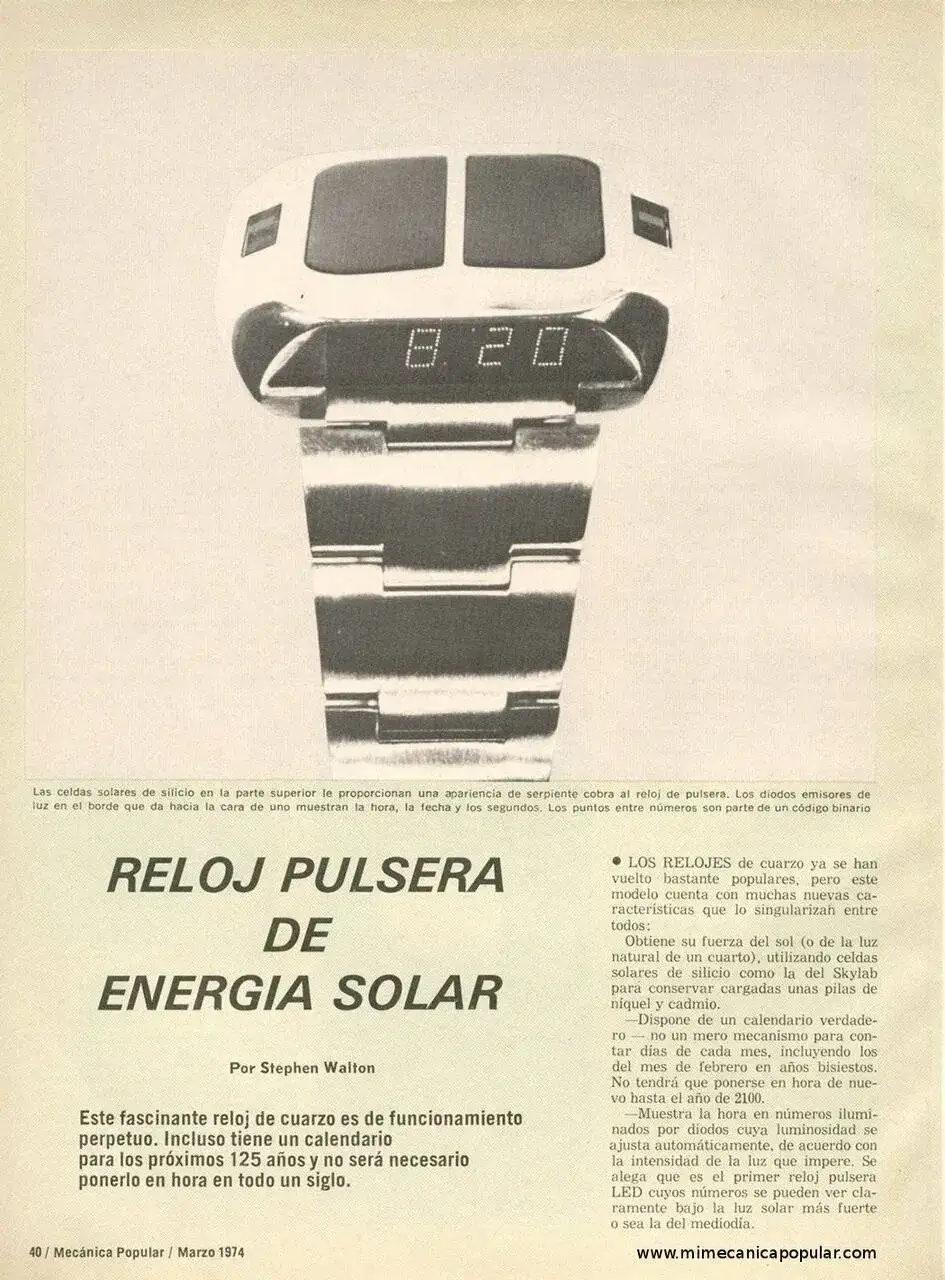 8:20
Las celdas solares de silicio en la parte superior le proporcionan una apariencia de serpiente cobra al reloj de pulsera. Los diodos emisores de
luz en el borde que da hacia la cara de uno muestran la hora, la fecha y los segundos. Los puntos entre números son parte de un código binario
RELOJ PULSERA
DE
ENERGIA SOLAR
Por Stephen Walton
Este fascinante reloj de cuarzo es de funcionamiento
perpetuo. Incluso tiene un calendario
para los próximos 125 años y no será necesario
ponerlo en hora en todo un siglo.
● LOS RELOJES de cuarzo ya se han
vuelto bastante populares, pero este
modelo cuenta con muchas nuevas ca-
racterísticas que lo singularizan entre
todos:
Obtiene su fuerza del sol (o de la luz
natural de un cuarto), utilizando celdas
solares de silicio como la del Skylab
para conservar cargadas unas pilas de
níquel y cadmio.
—Dispone de un calendario verdade-
ro — no un mero mecanismo para con-
tar días de cada mes, incluyendo los
del mes de febrero en años bisiestos.
No tendrá que ponerse en hora de nue-
vo hasta el año de 2100.
—Muestra la hora en números ilumi-
nados por diodos cuya luminosidad se
ajusta automáticamente, de acuerdo con
la intensidad de la luz que impere. Se
alega que es el primer reloj pulsera
LED cuyos números se pueden ver cla-
ramente bajo la luz solar más fuerte
o sea la del mediodía.
40 / Mecánica Popular / Marzo 1974
www.mimecanicapopular.com